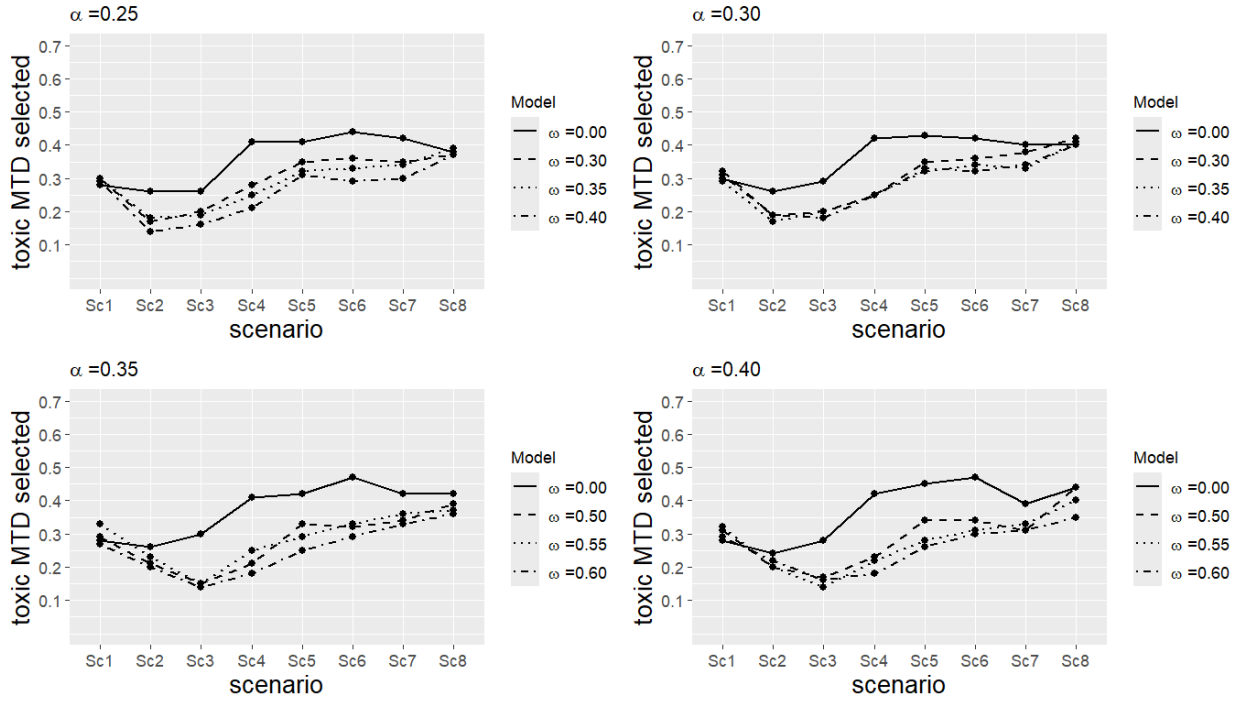 α =0.25
toxic MTD selected
0.7
0.6
0.5
0.4
0.3
0.2
0.1
Sc1 Sc2 Sc3 Sc4 Sc5 Sc6 Sc7 Sc8
scenario
Model
ω =0.00
ω =0.30
ω =0.35
ω =0.40
α =0.30
toxic MTD selected
0.7
0.6
0.5
0.4
0.3
0.2
0.1
Sc1 Sc2 Sc3 Sc4 Sc5 Sc6 Sc7 Sc8
scenario
Model
ω =0.00
ω =0.30
ω =0.35
ω =0.40
α =0.35
toxic MTD selected
0.7
0.6
0.5
0.4
0.3
0.2
0.1
Sc1 Sc2 Sc3 Sc4 Sc5 Sc6 Sc7 Sc8
scenario
Model
ω =0.00
ω =0.50
ω =0.55
ω =0.60
α =0.40
toxic MTD selected
0.7
0.6
0.5
0.4
0.3
0.2
0.1
Sc1 Sc2 Sc3 Sc4 Sc5 Sc6 Sc7 Sc8
scenario
Model
ω =0.00
ω =0.50
ω =0.55
ω =0.60